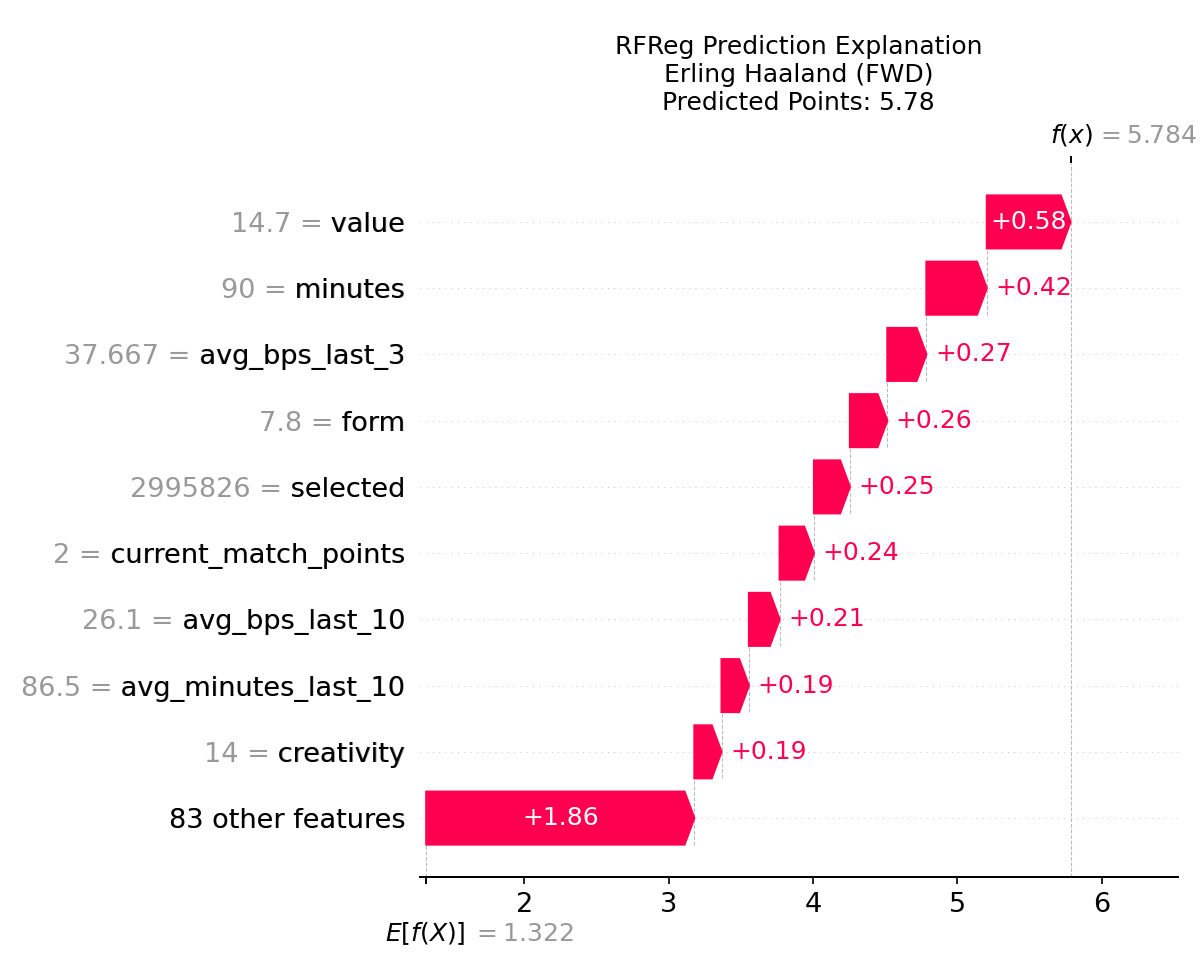 RFReg Prediction Explanation
Erling Haaland (FWD)
Predicted Points: 5.78
f(x) = 5.784
14.7 = value
+0.58
90 = minutes
+0.42
37.667 = avg_bps_last_3
+0.27
7.8 = form
+0.26
2995826 = selected
+0.25
2 = current_match_points
+0.24
26.1 = avg_bps_last_10
+0.21
86.5 = avg_minutes_last_10
+0.19
14 = creativity
+0.19
83 other features
+1.86
2 3 4 5 6
E[f(X)] = 1.322